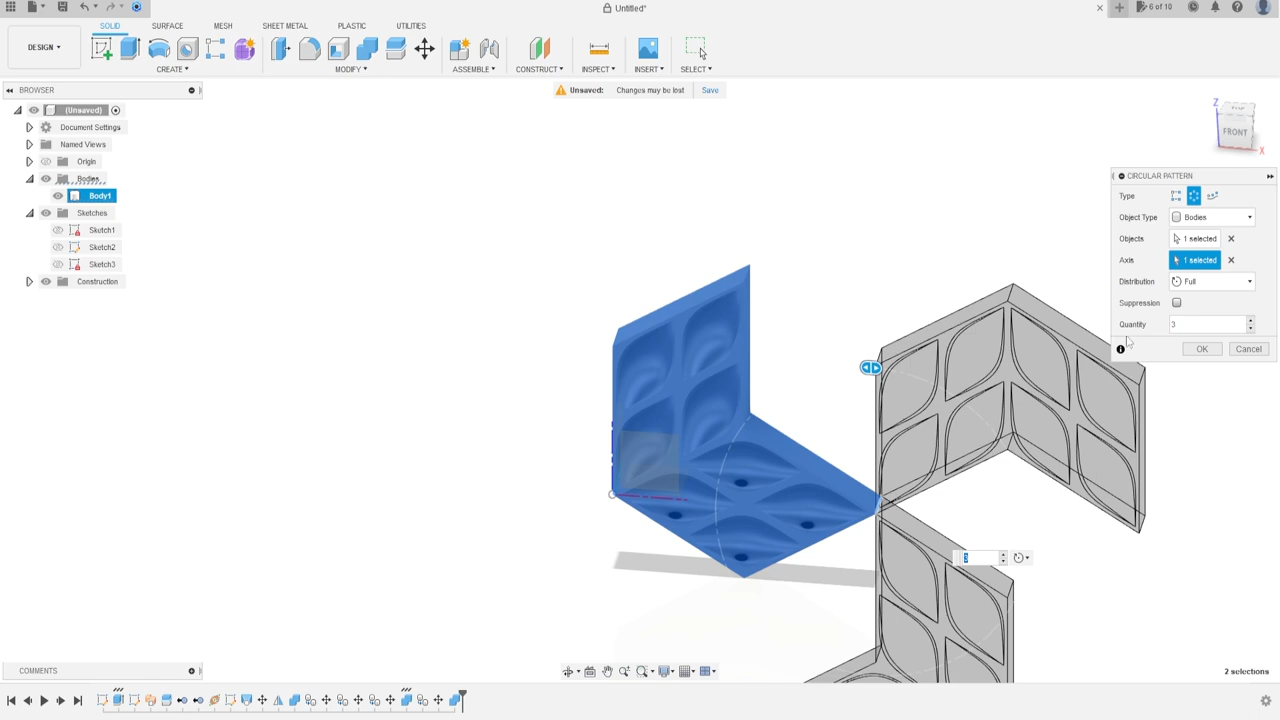 Untitled*
6 of 10
DESIGN
SOLID SURFACE MESH SHEET METAL PLASTIC UTILITIES
CREATE MODIFY ASSEMBLE CONSTRUCT INSPECT INSERT SELECT
BROWSER
Unsaved: Changes may be lost Save
(Unsaved)
Document Settings
Named Views
Origin
Bodies
Body1
Sketches
Sketch1
Sketch2
Sketch3
Construction
Z
TOP
FRONT
X
CIRCULAR PATTERN
Type
Object Type Bodies
Objects 1 selected
Axis 1 selected
Distribution Full
Suppression
Quantity 3
OK Cancel
3
COMMENTS
2 selections